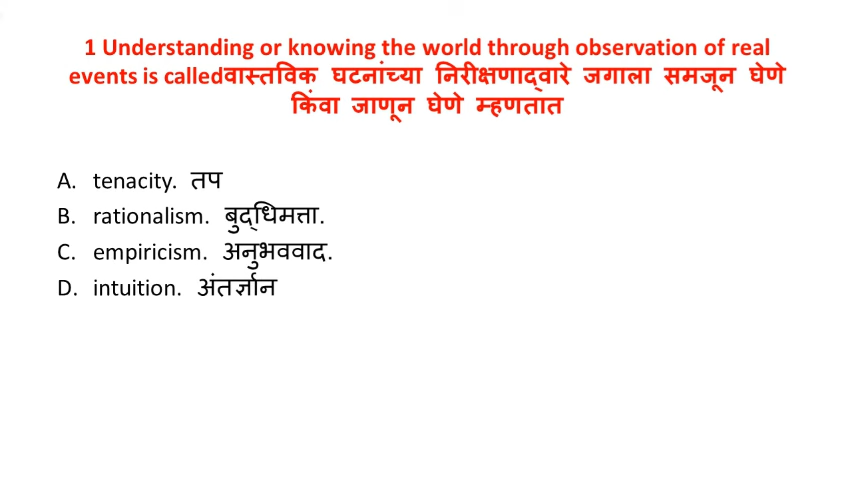 1 Understanding or knowing the world through observation of real
events is calledवास्तविक घटनांच्या निरीक्षणाद्वारे जगाला समजून घेणे
किंवा जाणून घेणे म्हणतात
A. tenacity. तप
B. rationalism. बुद्धिमत्ता.
C. empiricism. अनुभववाद.
D. intuition. अंतर्ज्ञान